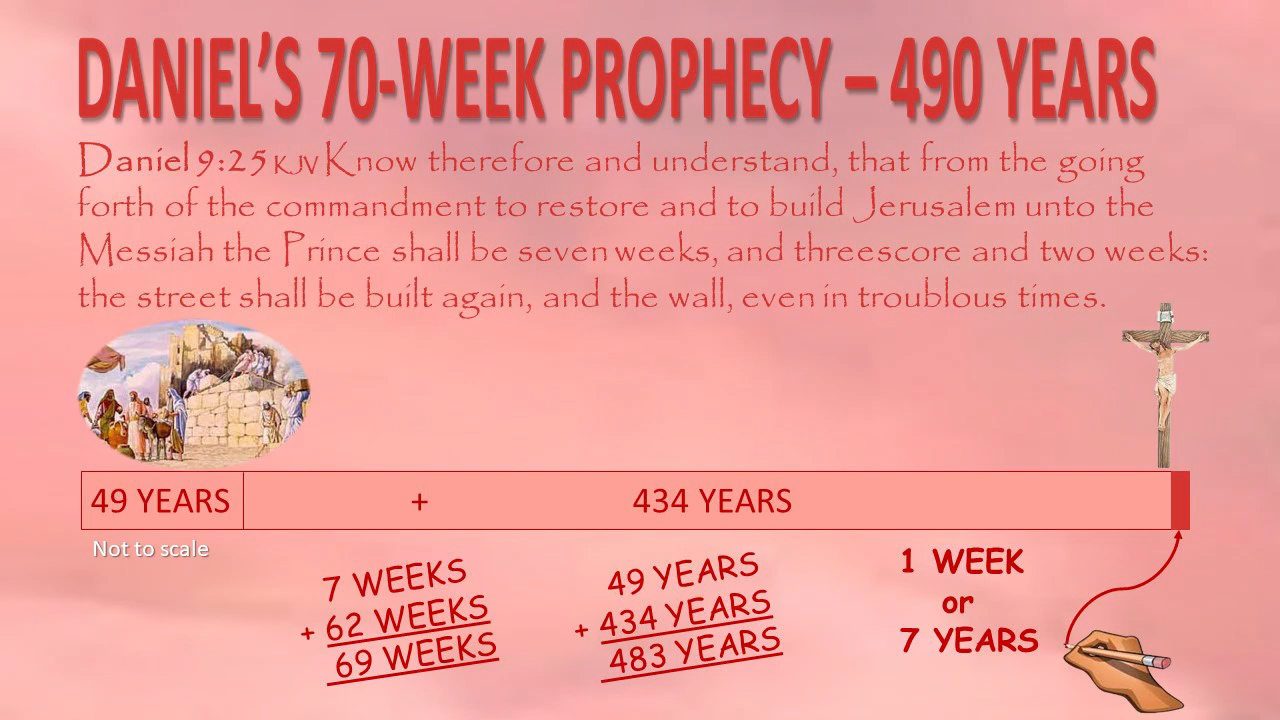 DANIEL’S 70-WEEK PROPHECY – 490 YEARS
Daniel 9:25 KJV Know therefore and understand, that from the going
forth of the commandment to restore and to build Jerusalem unto the
Messiah the Prince shall be seven weeks, and threescore and two weeks:
the street shall be built again, and the wall, even in troublous times.
49 YEARS + 434 YEARS
Not to scale
7 WEEKS
+ 62 WEEKS
69 WEEKS
49 YEARS
+ 434 YEARS
483 YEARS
1 WEEK
or
7 YEARS